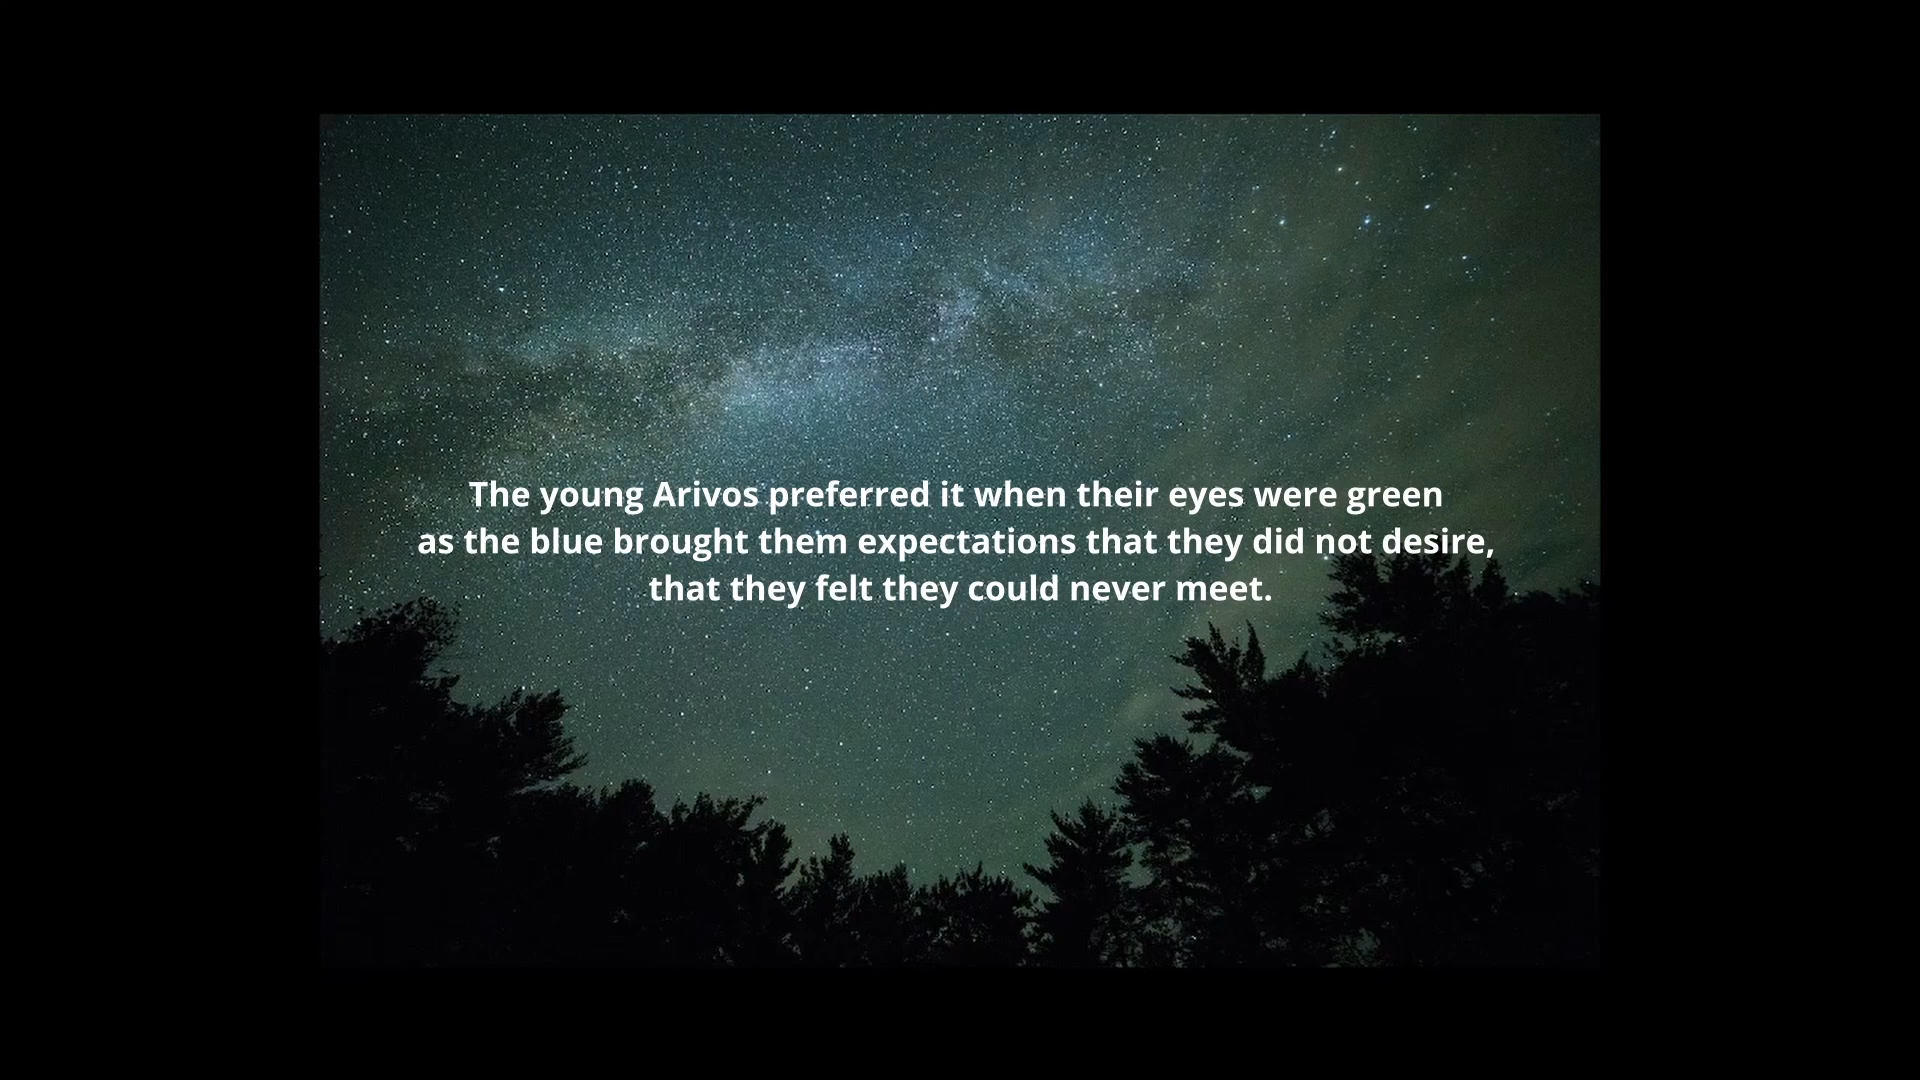 The young Arivos preferred it when their eyes were green
as the blue brought them expectations that they did not desire,
that they felt they could never meet.